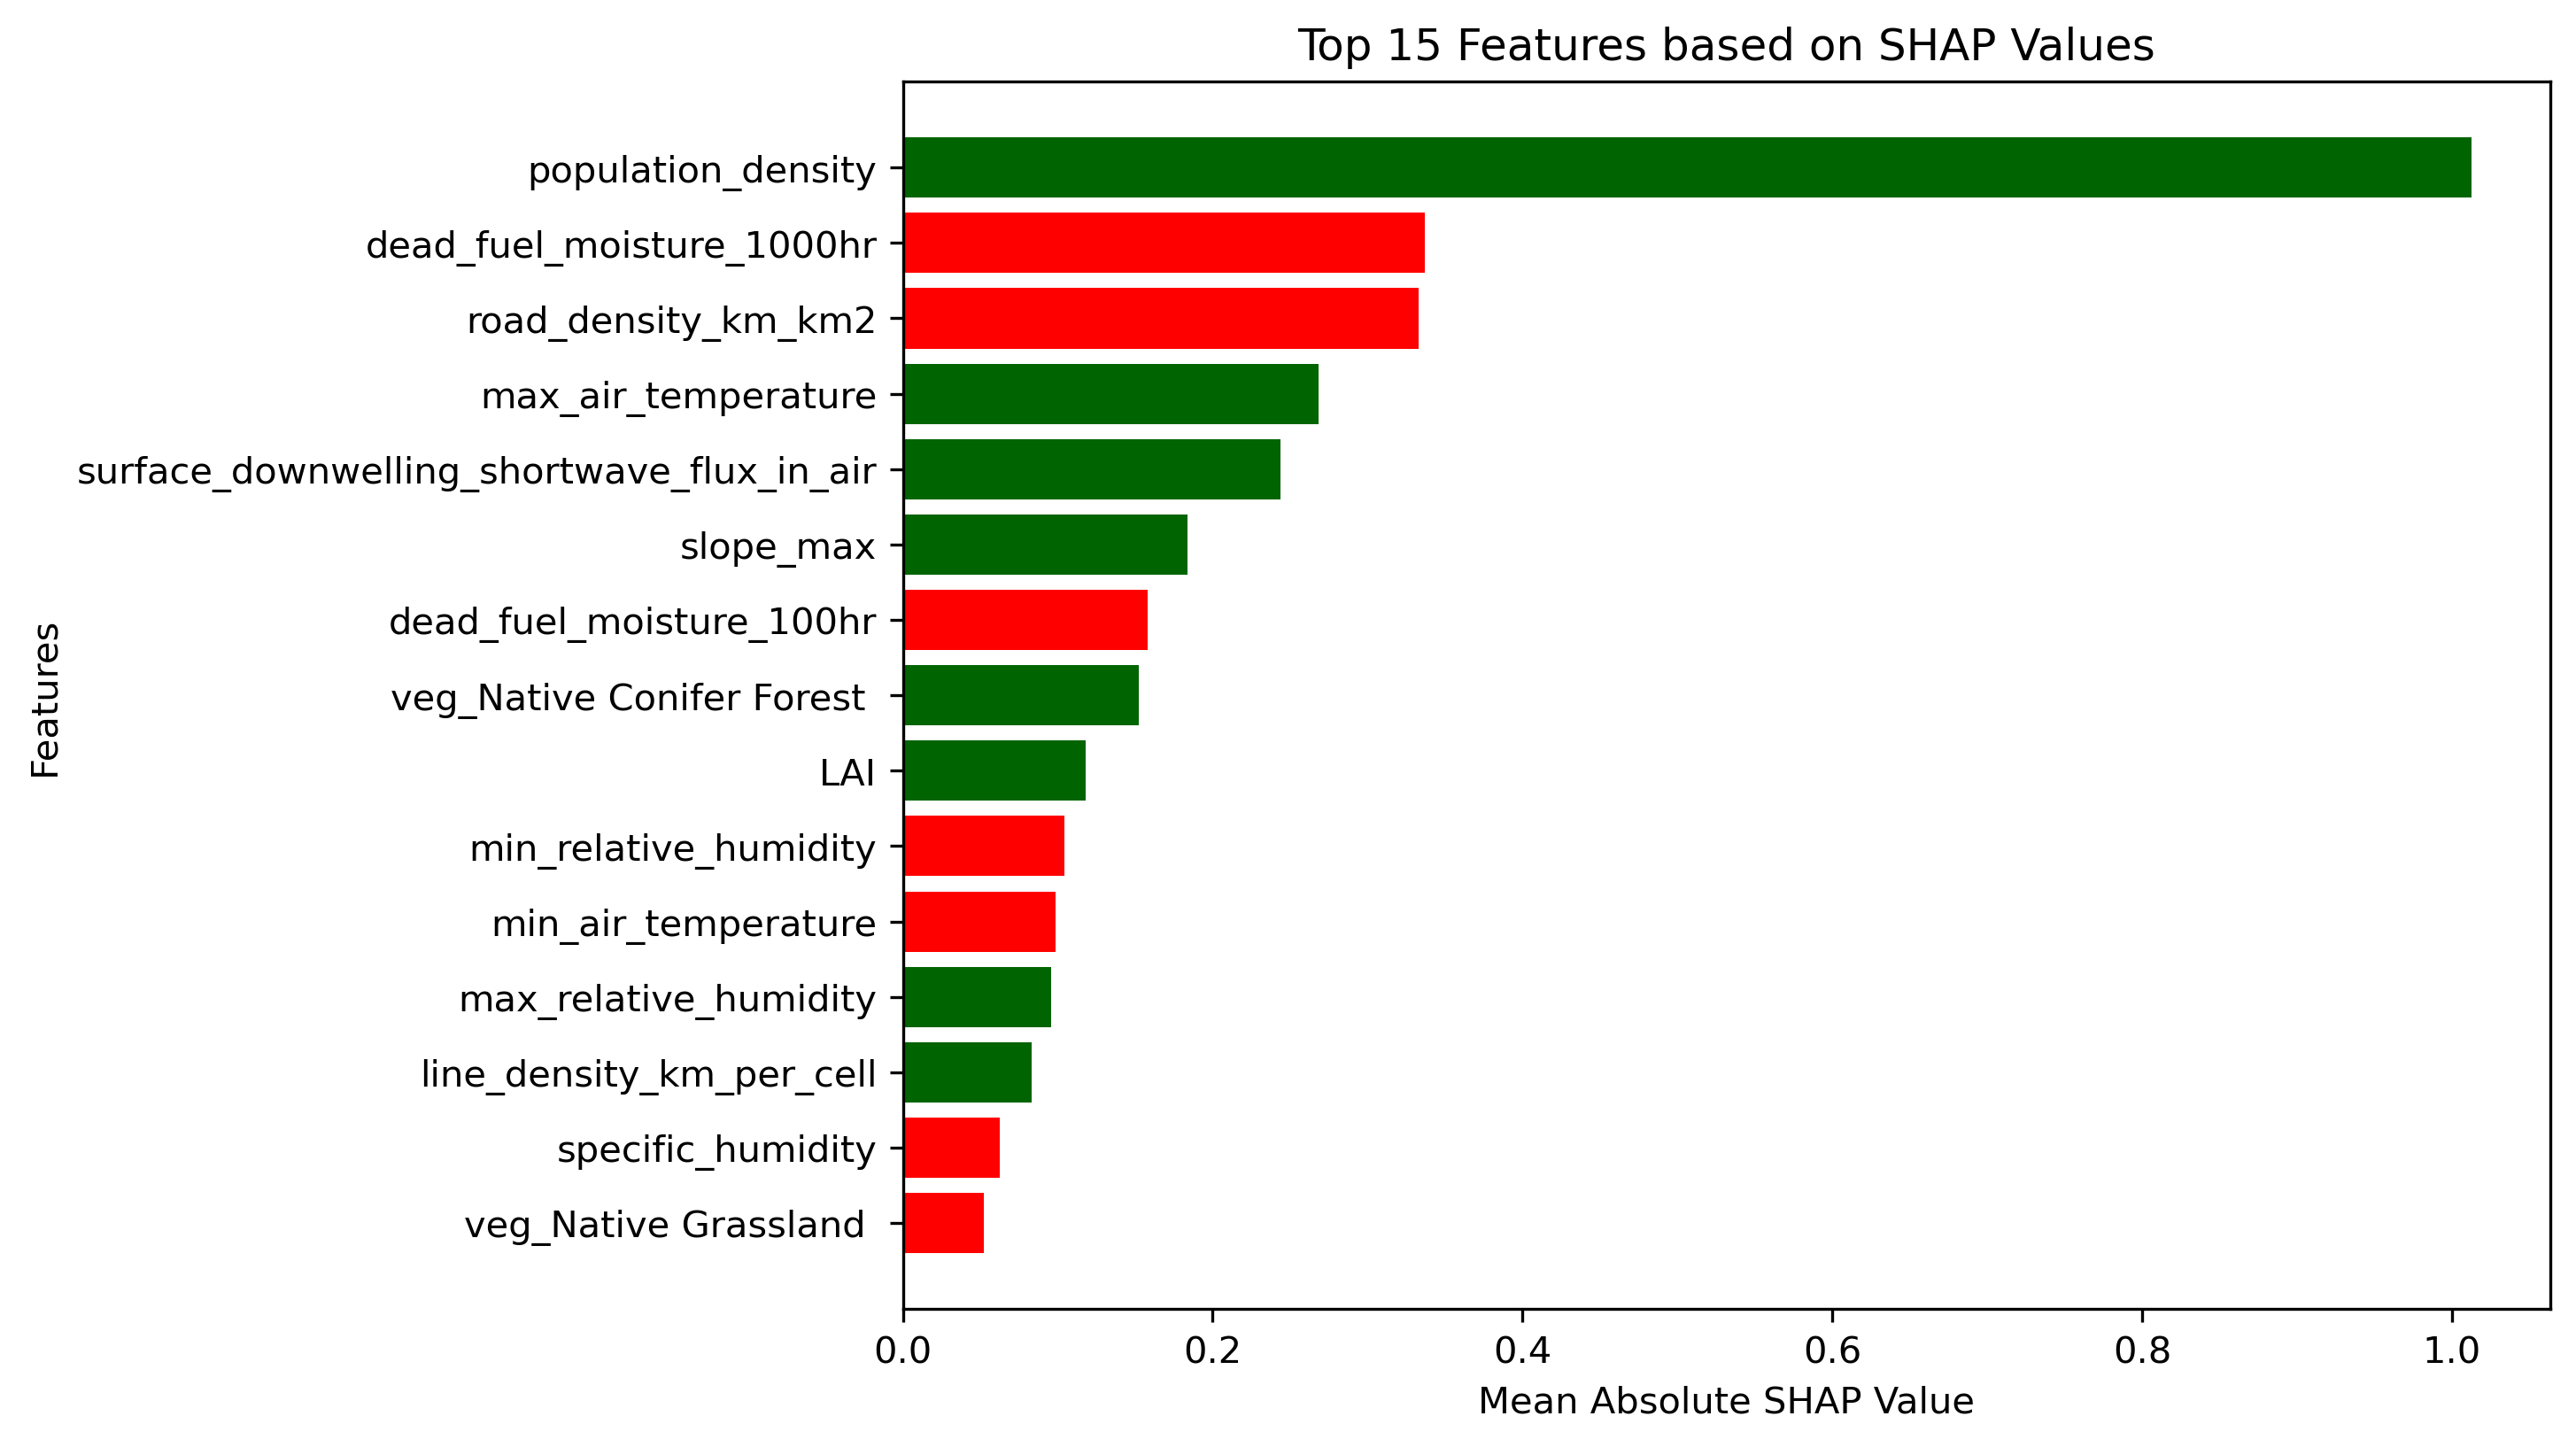 Top 15 Features based on SHAP Values
population_density
dead_fuel_moisture_1000hr
road_density_km_km2
max_air_temperature
surface_downwelling_shortwave_flux_in_air
slope_max
dead_fuel_moisture_100hr
veg_Native Conifer Forest
LAI
min_relative_humidity
min_air_temperature
max_relative_humidity
line_density_km_per_cell
specific_humidity
veg_Native Grassland
Features
0.0 0.2 0.4 0.6 0.8 1.0
Mean Absolute SHAP Value